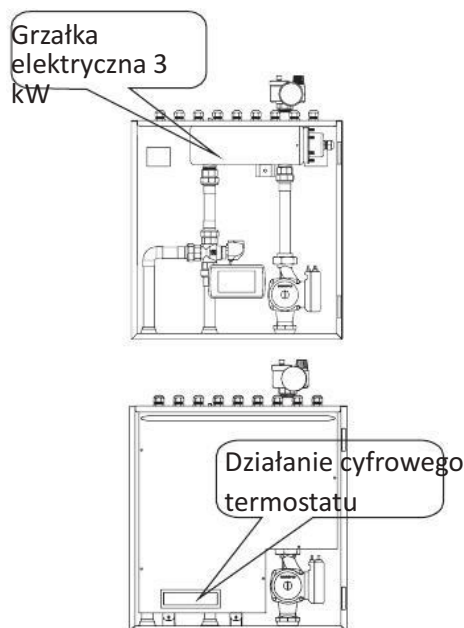 Grzałka
elektryczna 3
kW
Działanie cyfrowego
termostatu